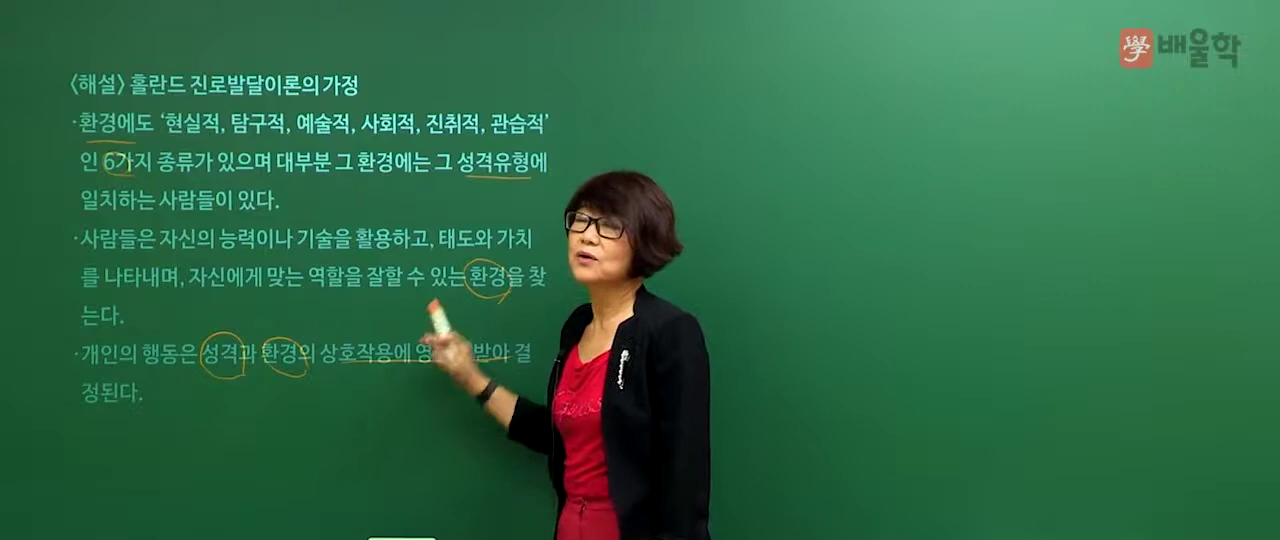 學 배울학
<해설> 홀란드 진로발달이론의 가정
·환경에도 ‘현실적, 탐구적, 예술적, 사회적, 진취적, 관습적’
인 6가지 종류가 있으며 대부분 그 환경에는 그 성격유형에
일치하는 사람들이 있다.
·사람들은 자신의 능력이나 기술을 활용하고, 태도와 가치
를 나타내며, 자신에게 맞는 역할을 잘할 수 있는 환경을 찾
는다.
·개인의 행동은 성격과 환경의 상호작용에 받아 결
정된다.